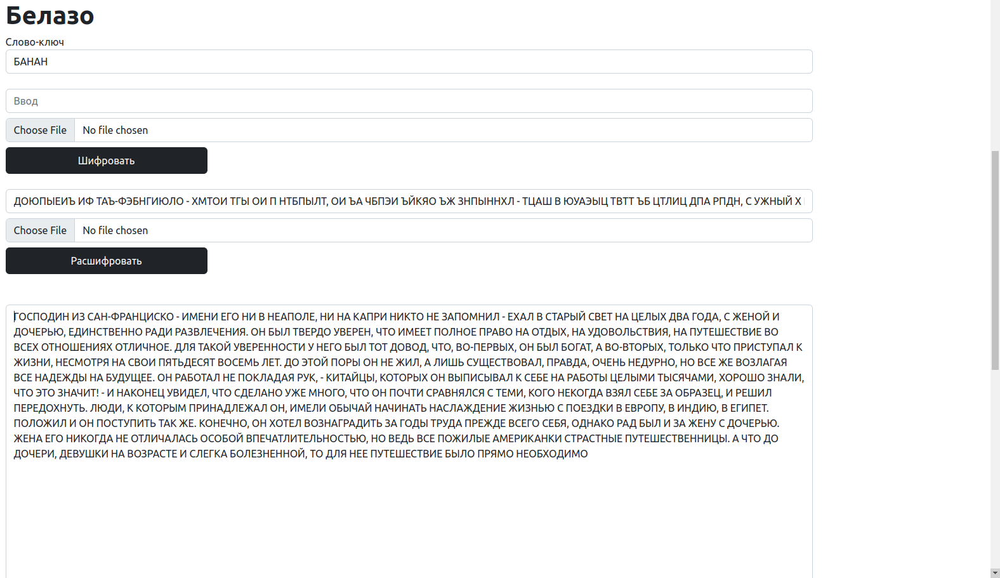 Белазо
Слово-ключ
БАНАН
Ввод
Choose File No file chosen
Шифровать
ДОЮПЫЕИЪ ИФ ТАЪ-ФЭБНГИЮЛО - ХМТОИ ТГЫ ОИ П НТБПЫЛТ, ОИ ЪА ЧБПЭИ ЪЙКЯО ЪЖ ЗНПЫННХЛ - ТЦАШ В ЮУАЭЫЦ ТВТТ ЪБ ЦТЛИЦ ДПА РПДН, С УЖНЫЙ Х
Choose File No file chosen
Расшифровать
ГОСПОДИН ИЗ САН-ФРАНЦИСКО - ИМЕНИ ЕГО НИ В НЕАПОЛЕ, НИ НА КАПРИ НИКТО НЕ ЗАПОМНИЛ - ЕХАЛ В СТАРЫЙ СВЕТ НА ЦЕЛЫХ ДВА ГОДА, С ЖЕНОЙ И
ДОЧЕРЬЮ, ЕДИНСТВЕННО РАДИ РАЗВЛЕЧЕНИЯ. ОН БЫЛ ТВЕРДО УВЕРЕН, ЧТО ИМЕЕТ ПОЛНОЕ ПРАВО НА ОТДЫХ, НА УДОВОЛЬСТВИЯ, НА ПУТЕШЕСТВИЕ ВО
ВСЕХ ОТНОШЕНИЯХ ОТЛИЧНОЕ. ДЛЯ ТАКОЙ УВЕРЕННОСТИ У НЕГО БЫЛ ТОТ ДОВОД, ЧТО, ВО-ПЕРВЫХ, ОН БЫЛ БОГАТ, А ВО-ВТОРЫХ, ТОЛЬКО ЧТО ПРИСТУПАЛ К
ЖИЗНИ, НЕСМОТРЯ НА СВОИ ПЯТЬДЕСЯТ ВОСЕМЬ ЛЕТ. ДО ЭТОЙ ПОРЫ ОН НЕ ЖИЛ, А ЛИШЬ СУЩЕСТВОВАЛ, ПРАВДА, ОЧЕНЬ НЕДУРНО, НО ВСЕ ЖЕ ВОЗЛАГАЯ
ВСЕ НАДЕЖДЫ НА БУДУЩЕЕ. ОН РАБОТАЛ НЕ ПОКЛАДАЯ РУК, - КИТАЙЦЫ, КОТОРЫХ ОН ВЫПИСЫВАЛ К СЕБЕ НА РАБОТЫ ЦЕЛЫМИ ТЫСЯЧАМИ, ХОРОШО ЗНАЛИ,
ЧТО ЭТО ЗНАЧИТ! - И НАКОНЕЦ УВИДЕЛ, ЧТО СДЕЛАНО УЖЕ МНОГО, ЧТО ОН ПОЧТИ СРАВНЯЛСЯ С ТЕМИ, КОГО НЕКОГДА ВЗЯЛ СЕБЕ ЗА ОБРАЗЕЦ, И РЕШИЛ
ПЕРЕДОХНУТЬ. ЛЮДИ, К КОТОРЫМ ПРИНАДЛЕЖАЛ ОН, ИМЕЛИ ОБЫЧАЙ НАЧИНАТЬ НАСЛАЖДЕНИЕ ЖИЗНЬЮ С ПОЕЗДКИ В ЕВРОПУ, В ИНДИЮ, В ЕГИПЕТ.
ПОЛОЖИЛ И ОН ПОСТУПИТЬ ТАК ЖЕ. КОНЕЧНО, ОН ХОТЕЛ ВОЗНАГРАДИТЬ ЗА ГОДЫ ТРУДА ПРЕЖДЕ ВСЕГО СЕБЯ, ОДНАКО РАД БЫЛ И ЗА ЖЕНУ С ДОЧЕРЬЮ.
ЖЕНА ЕГО НИКОГДА НЕ ОТЛИЧАЛАСЬ ОСОБОЙ ВПЕЧАТЛИТЕЛЬНОСТЬЮ, НО ВЕДЬ ВСЕ ПОЖИЛЫЕ АМЕРИКАНКИ СТРАСТНЫЕ ПУТЕШЕСТВЕННИЦЫ. А ЧТО ДО
ДОЧЕРИ, ДЕВУШКИ НА ВОЗРАСТЕ И СЛЕГКА БОЛЕЗНЕННОЙ, ТО ДЛЯ НЕЕ ПУТЕШЕСТВИЕ БЫЛО ПРЯМО НЕОБХОДИМО